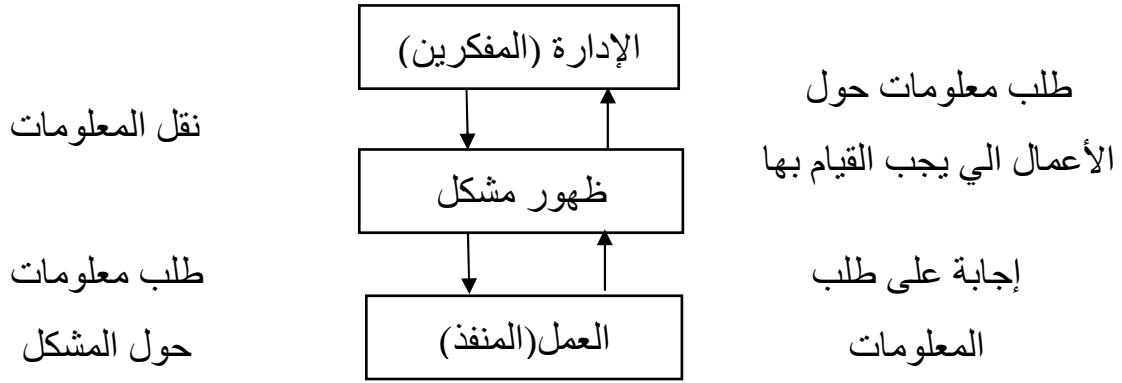 الإدارة (المفكرين)
طلب معلومات حول
الأعمال الي يجب القيام بها
نقل المعلومات
ظهور مشكل
إجابة على طلب
المعلومات
طلب معلومات
حول المشكل
العمل(المنفذ)